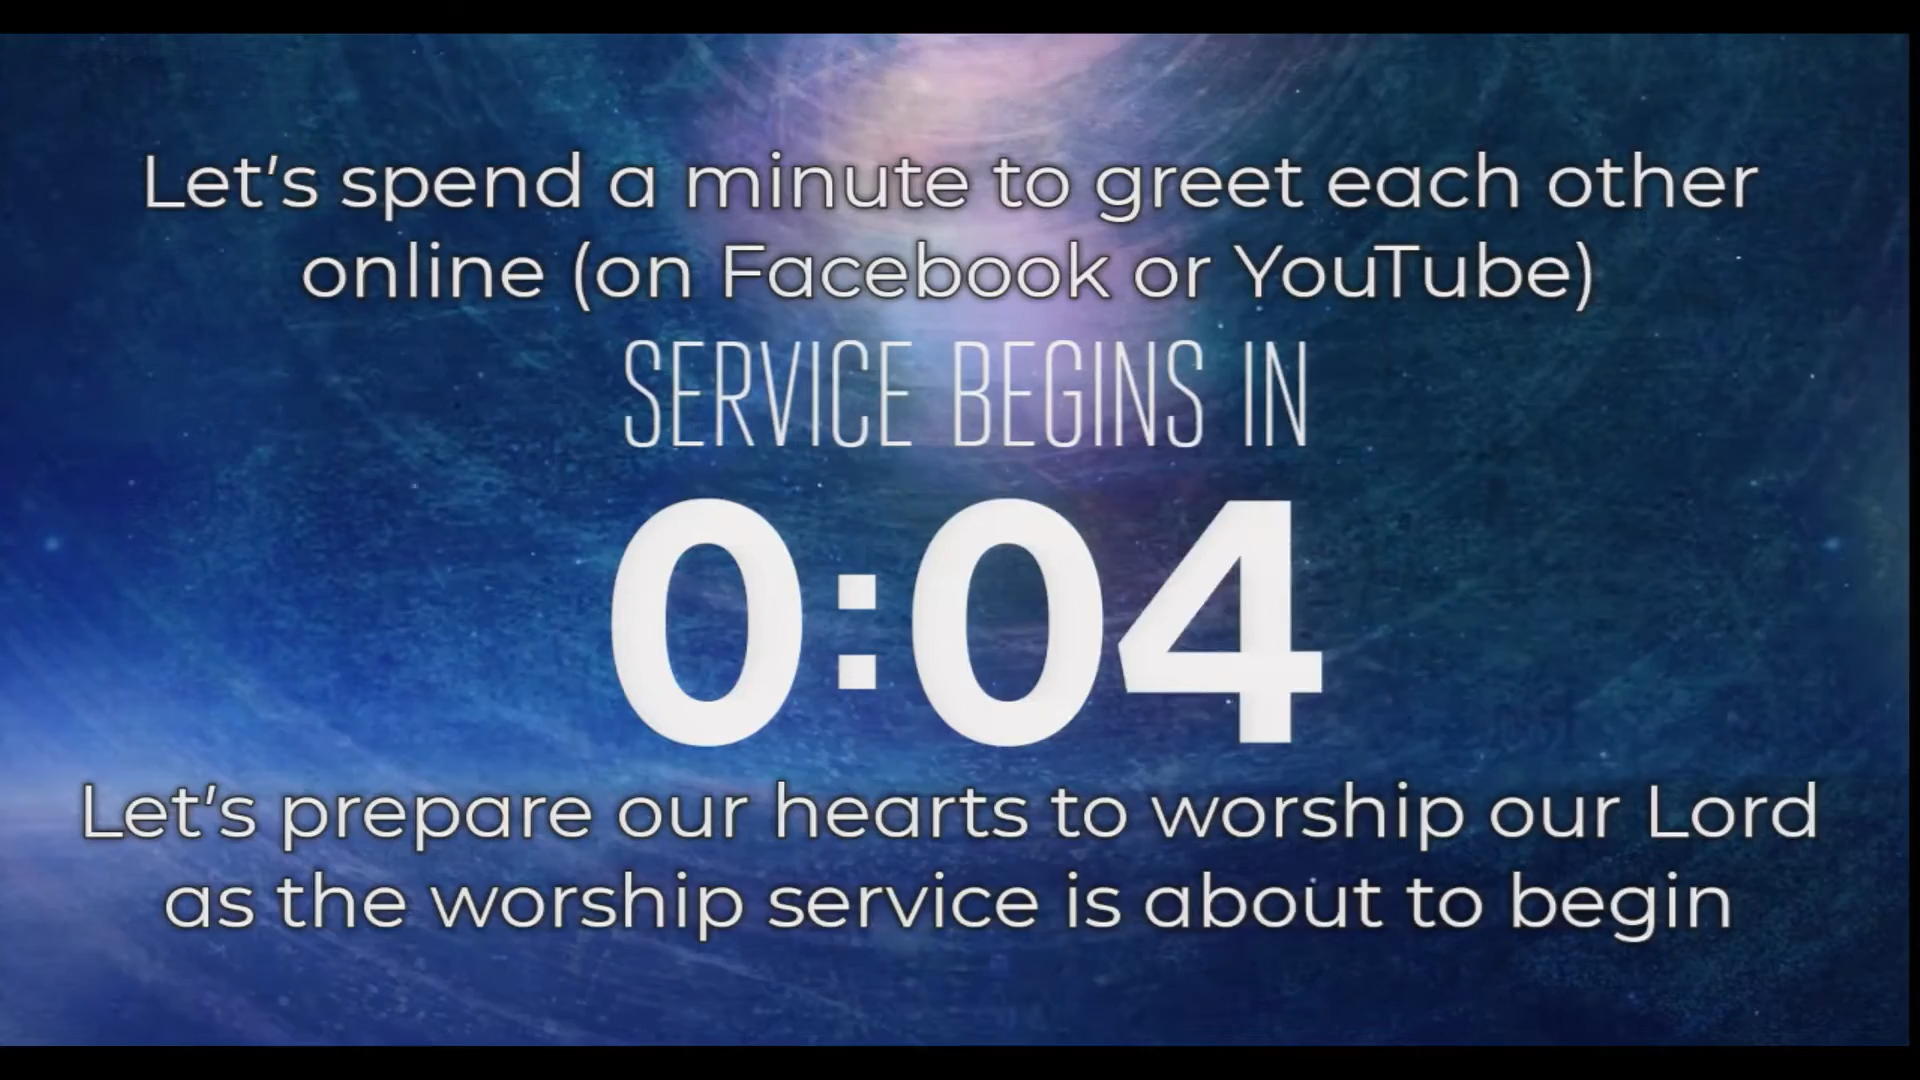 Let's spend a minute to greet each other
online (on Facebook or YouTube)
SERVICE BEGINS IN
0:04
Let's prepare our hearts to worship our Lord
as the worship service is about to begin